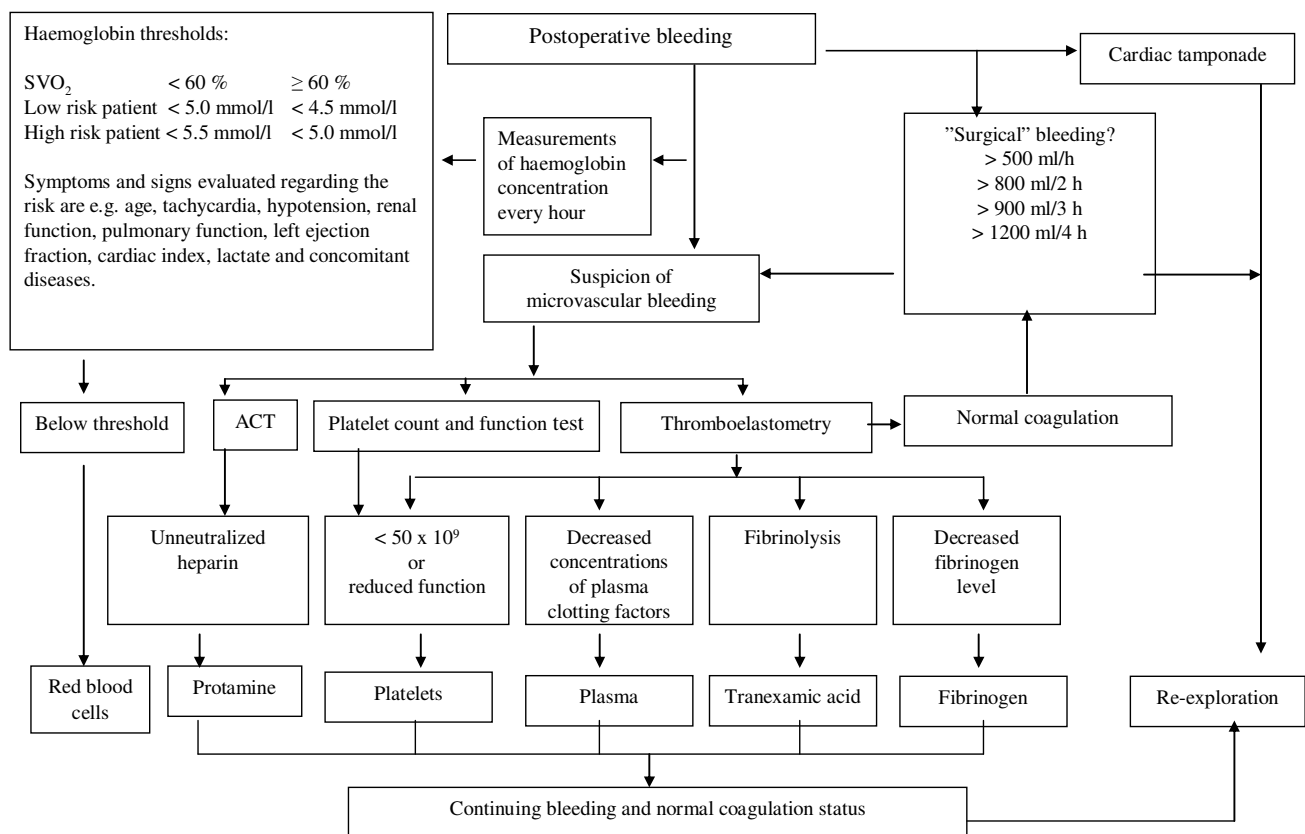 Haemoglobin thresholds:
SVO₂ < 60 % ≥ 60 %
Low risk patient < 5.0 mmol/l < 4.5 mmol/l
High risk patient < 5.5 mmol/l < 5.0 mmol/l
Symptoms and signs evaluated regarding the
risk are e.g. age, tachycardia, hypotension, renal
function, pulmonary function, left ejection
fraction, cardiac index, lactate and concomitant
diseases.
Postoperative bleeding
Cardiac tamponade
Measurements
of haemoglobin
concentration
every hour
”Surgical” bleeding?
> 500 ml/h
> 800 ml/2 h
> 900 ml/3 h
> 1200 ml/4 h
Suspicion of
microvascular bleeding
Below threshold
ACT
Platelet count and function test
Thromboelastometry
Normal coagulation
Unneutralized
heparin
< 50 x 10⁹
or
reduced function
Decreased
concentrations
of plasma
clotting factors
Fibrinolysis
Decreased
fibrinogen
level
Red blood
cells
Protamine
Platelets
Plasma
Tranexamic acid
Fibrinogen
Re-exploration
Continuing bleeding and normal coagulation status